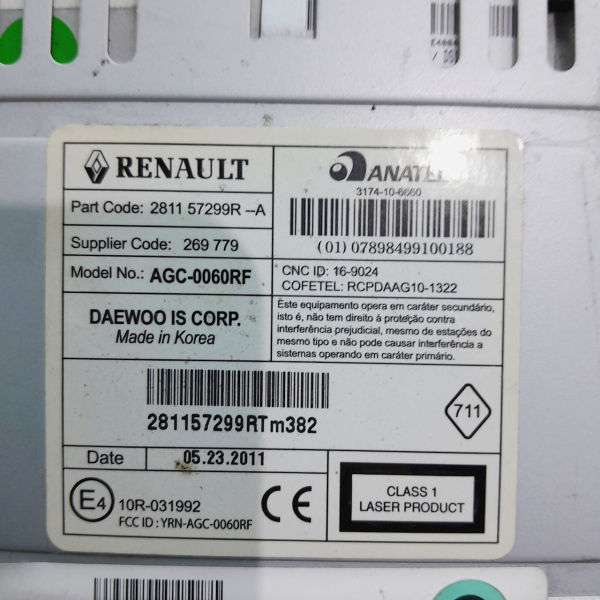 RENAULT
Part Code: 2811 57299R --A
Supplier Code: 269 779
Model No.: AGC-0060RF
DAEWOO IS CORP.
Made in Korea
ANATEL
3174-10-6660
(01) 07898499100188
CNC ID: 16-9024
COFETEL: RCPDAAG10-1322
Este equipamento opera em caráter secundário,
isto é, não tem direito à proteção contra
interferência prejudicial, mesmo de estações do
mesmo tipo e não pode causar interferência a
sistemas operando em caráter primário.
281157299RTm382
711
Date 05.23.2011
E4 10R-031992
FCC ID : YRN-AGC-0060RF
CE
CLASS 1
LASER PRODUCT